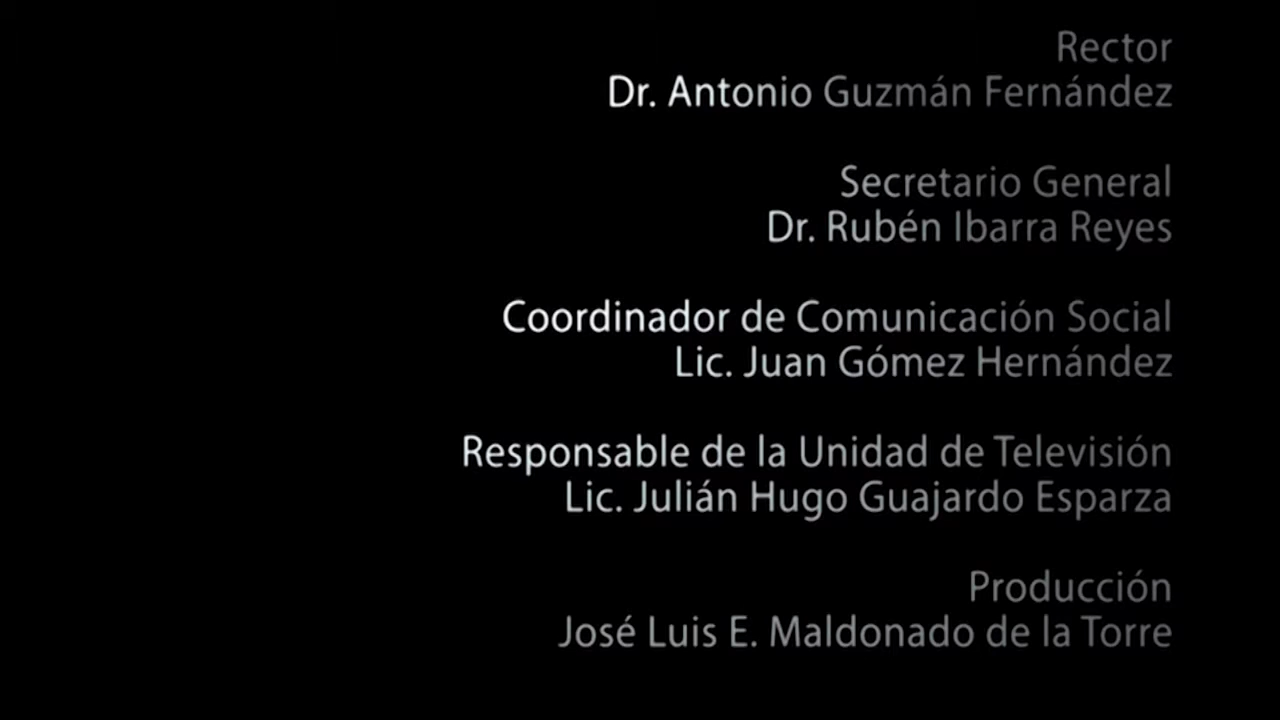 Rector
Dr. Antonio Guzmán Fernández
Secretario General
Dr. Rubén Ibarra Reyes
Coordinador de Comunicación Social
Lic. Juan Gómez Hernández
Responsable de la Unidad de Televisión
Lic. Julián Hugo Guajardo Esparza
Producción
José Luis E. Maldonado de la Torre